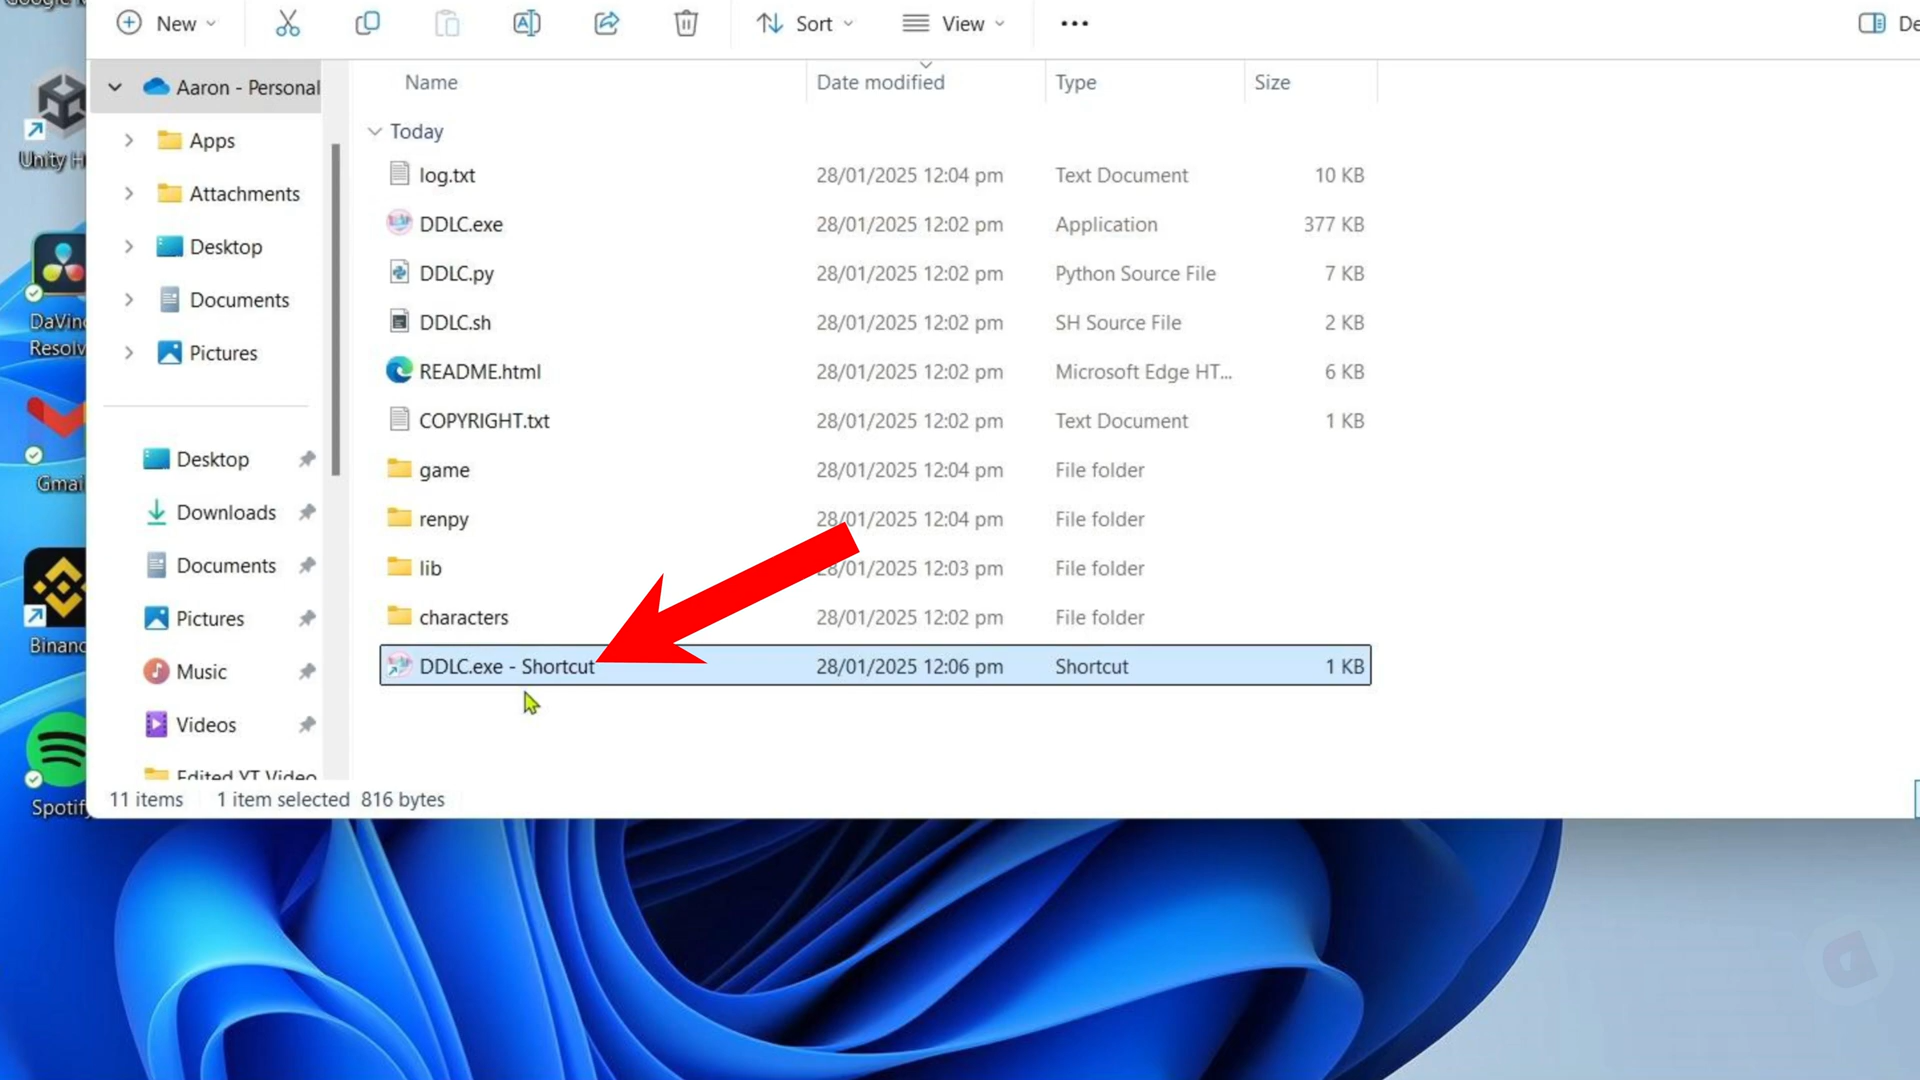 New
Sort
View
Aaron - Personal
Apps
Attachments
Desktop
Documents
Pictures
Desktop
Downloads
Documents
Pictures
Music
Videos
Edited YT Video
Name Date modified Type Size
Today
log.txt 28/01/2025 12:04 pm Text Document 10 KB
DDLC.exe 28/01/2025 12:02 pm Application 377 KB
DDLC.py 28/01/2025 12:02 pm Python Source File 7 KB
DDLC.sh 28/01/2025 12:02 pm SH Source File 2 KB
README.html 28/01/2025 12:02 pm Microsoft Edge HT... 6 KB
COPYRIGHT.txt 28/01/2025 12:02 pm Text Document 1 KB
game 28/01/2025 12:04 pm File folder
renpy 28/01/2025 12:04 pm File folder
lib 28/01/2025 12:03 pm File folder
characters 28/01/2025 12:02 pm File folder
DDLC.exe - Shortcut 28/01/2025 12:06 pm Shortcut 1 KB
11 items 1 item selected 816 bytes
Unity H
DaVinc
Resolv
Gmai
Binanc
Spotify